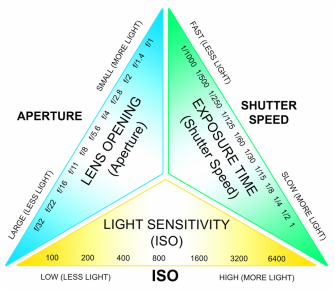 SMALL (MORE LIGHT)
f/32 f/22 f/16 f/11 f/8 f/5.6 f/4 f/2.8 f/2 f/1.4 f/1
LARGE (LESS LIGHT)
APERTURE
LENS OPENING
(Aperture)
FAST (LESS LIGHT)
1/1000 1/500 1/250 1/125 1/60 1/30 1/15 1/8 1/4 1/2 1
SLOW (MORE LIGHT)
SHUTTER
SPEED
EXPOSURE TIME
(Shutter Speed)
LIGHT SENSITIVITY
(ISO)
100 200 400 800 1600 3200 6400
LOW (LESS LIGHT) ISO HIGH (MORE LIGHT)